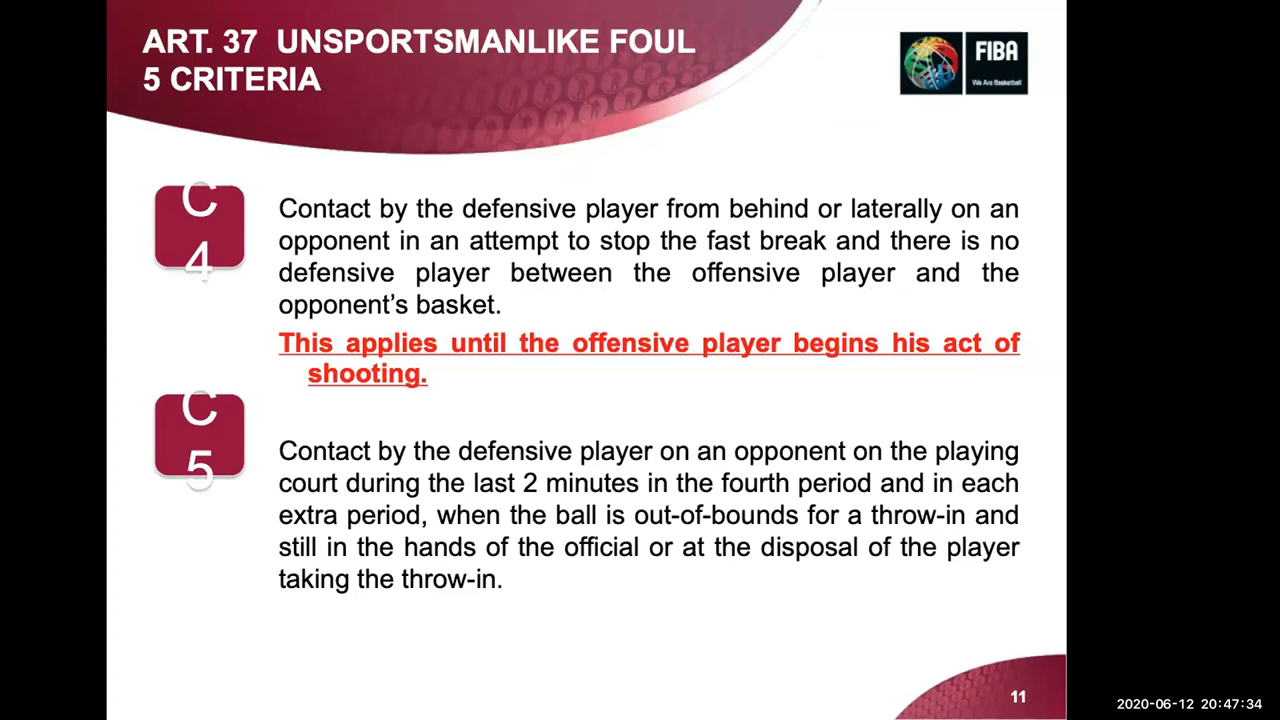 ART. 37 UNSPORTSMANLIKE FOUL
5 CRITERIA
FIBA
We Are Basketball
C
4
Contact by the defensive player from behind or laterally on an
opponent in an attempt to stop the fast break and there is no
defensive player between the offensive player and the
opponent’s basket.
This applies until the offensive player begins his act of
shooting.
C
5
Contact by the defensive player on an opponent on the playing
court during the last 2 minutes in the fourth period and in each
extra period, when the ball is out-of-bounds for a throw-in and
still in the hands of the official or at the disposal of the player
taking the throw-in.
11
2020-06-12 20:47:34